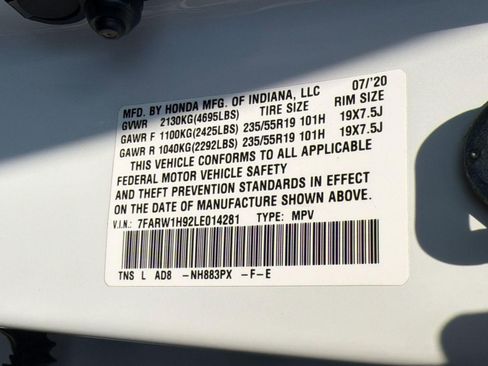 MFD. BY HONDA MFG. OF INDIANA, LLC 07/'20
GVWR 2130KG(4695LBS) TIRE SIZE RIM SIZE
GAWR F 1100KG(2425LBS) 235/55R19 101H 19X7.5J
GAWR R 1040KG(2292LBS) 235/55R19 101H 19X7.5J
THIS VEHICLE CONFORMS TO ALL APPLICABLE
FEDERAL MOTOR VEHICLE SAFETY
AND THEFT PREVENTION STANDARDS IN EFFECT
ON THE DATE OF MANUFACTURE SHOWN ABOVE.
V.I.N.: 7FARW1H92LE014281 TYPE: MPV
TNS L AD8 -NH883PX -F-E